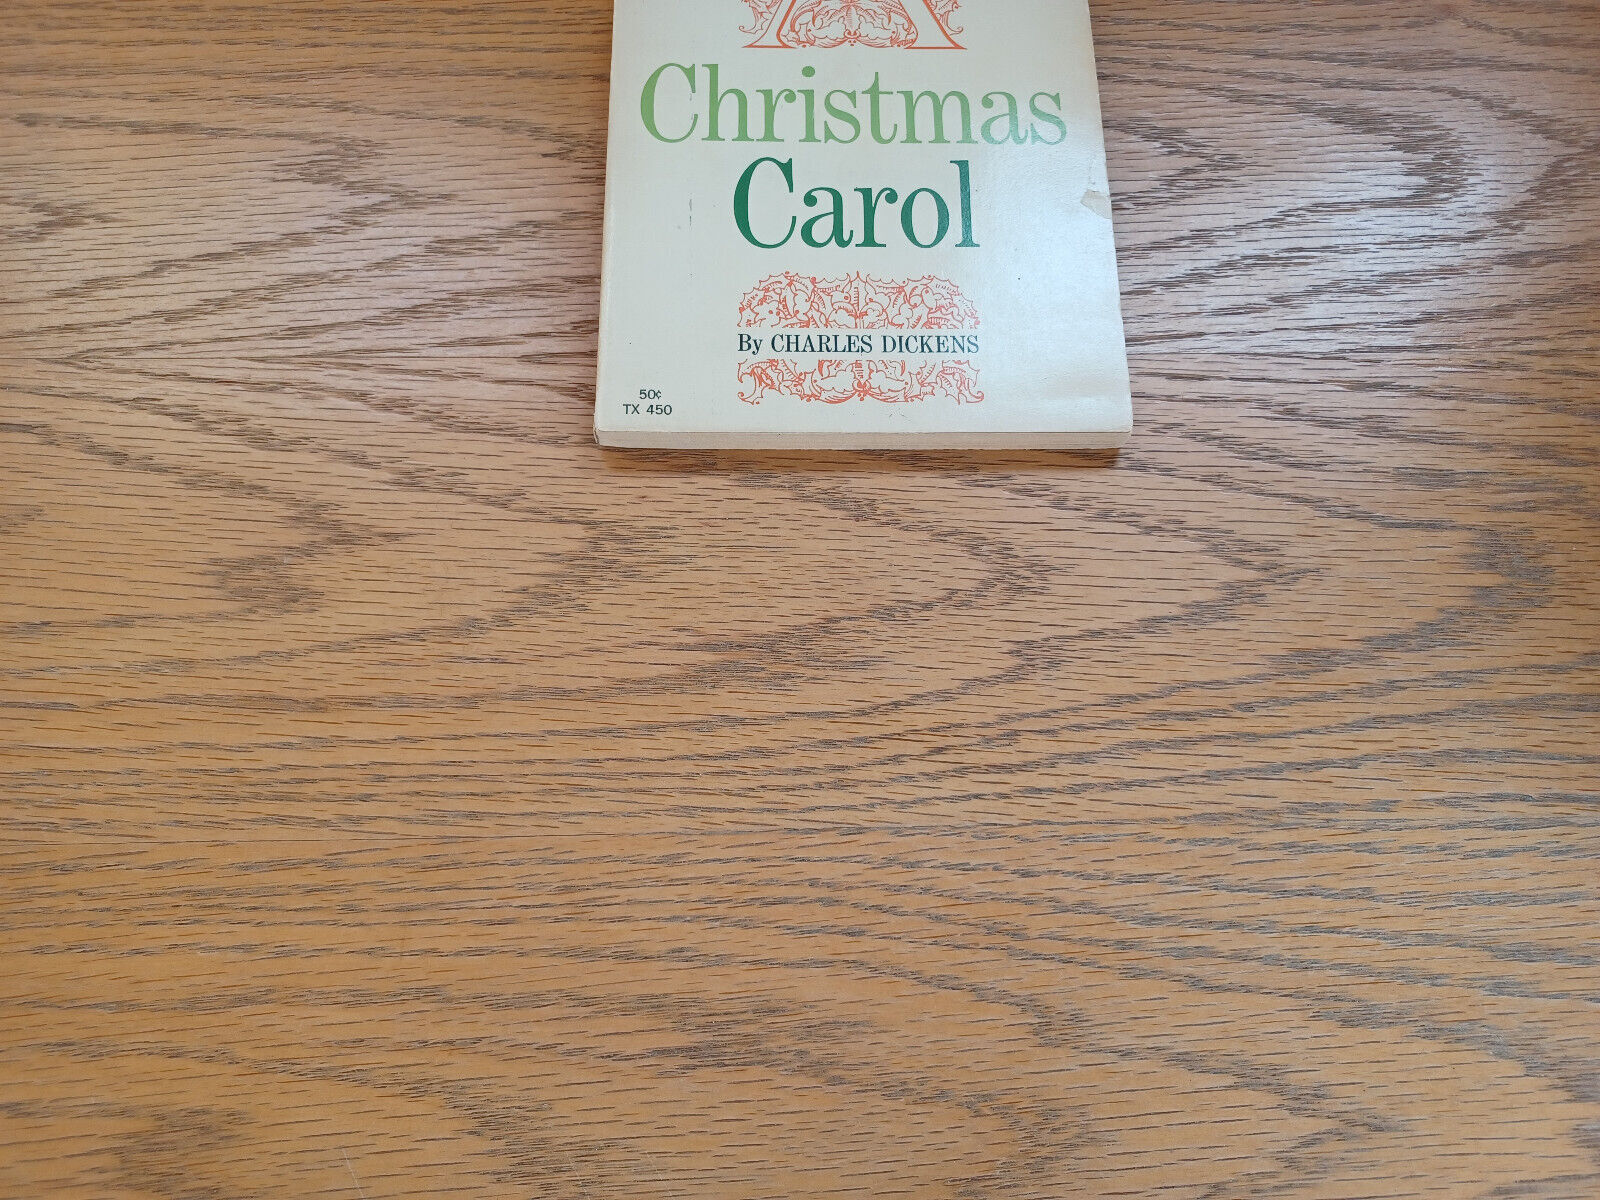 A
Christmas
Carol
By CHARLES DICKENS
50¢
TX 450